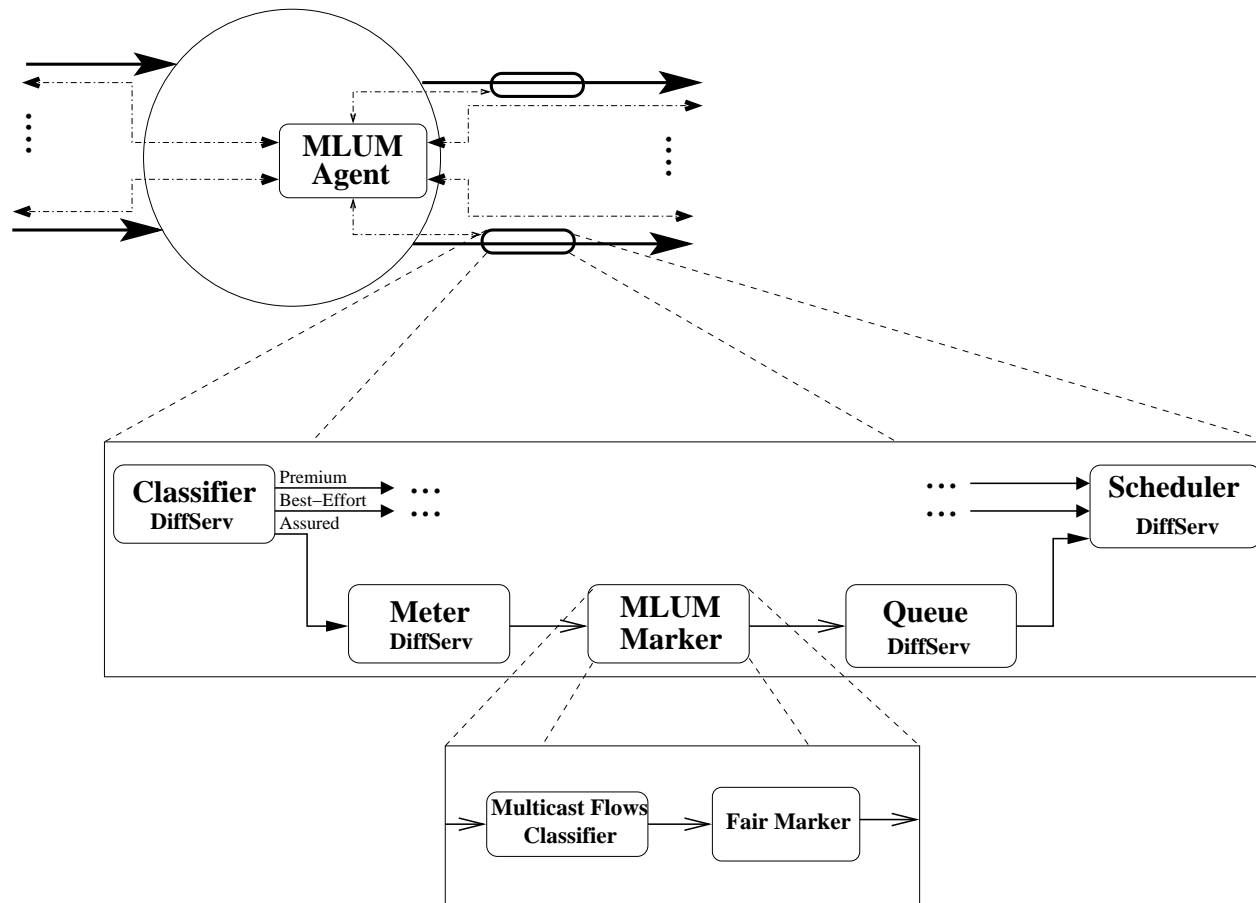 MLUM
Agent
Premium
Classifier
DiffServ
Best–Effort
Assured
Scheduler
DiffServ
Meter
DiffServ
MLUM
Marker
Queue
DiffServ
Multicast Flows
Classifier
Fair Marker